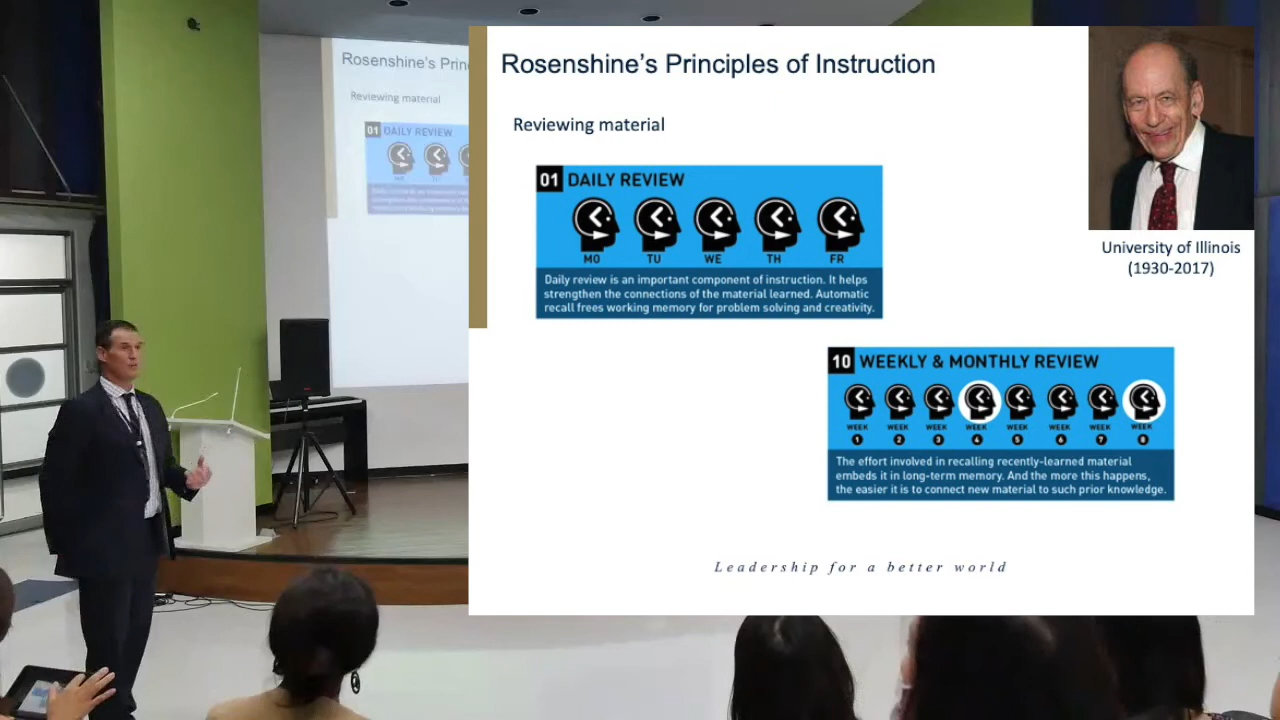 Rosenshine's Prin
Reviewing material
01 DAILY REVIEW
Rosenshine's Principles of Instruction
Reviewing material
01 DAILY REVIEW
MO TU WE TH FR
Daily review is an important component of instruction. It helps
strengthen the connections of the material learned. Automatic
recall frees working memory for problem solving and creativity.
University of Illinois
(1930-2017)
10 WEEKLY & MONTHLY REVIEW
WEEK WEEK WEEK WEEK WEEK WEEK WEEK WEEK
1 2 3 4 5 6 7 8
The effort involved in recalling recently-learned material
embeds it in long-term memory. And the more this happens,
the easier it is to connect new material to such prior knowledge.
Leadership for a better world